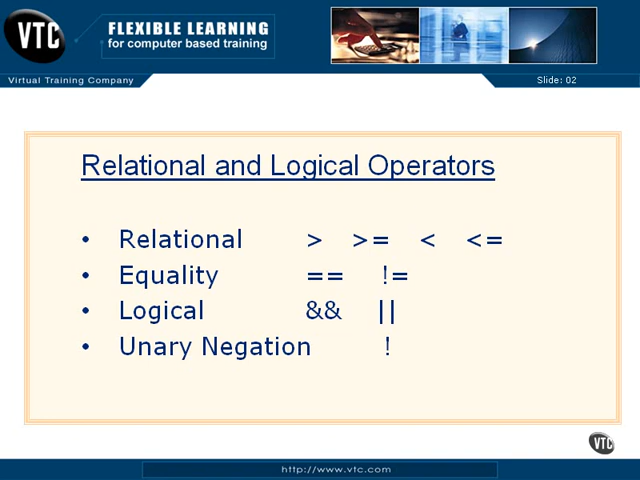 VTC
FLEXIBLE LEARNING
for computer based training
Virtual Training Company
Slide: 02
Relational and Logical Operators
• Relational > >= < <=
• Equality == !=
• Logical && ||
• Unary Negation !
VTC
http://www.vtc.com